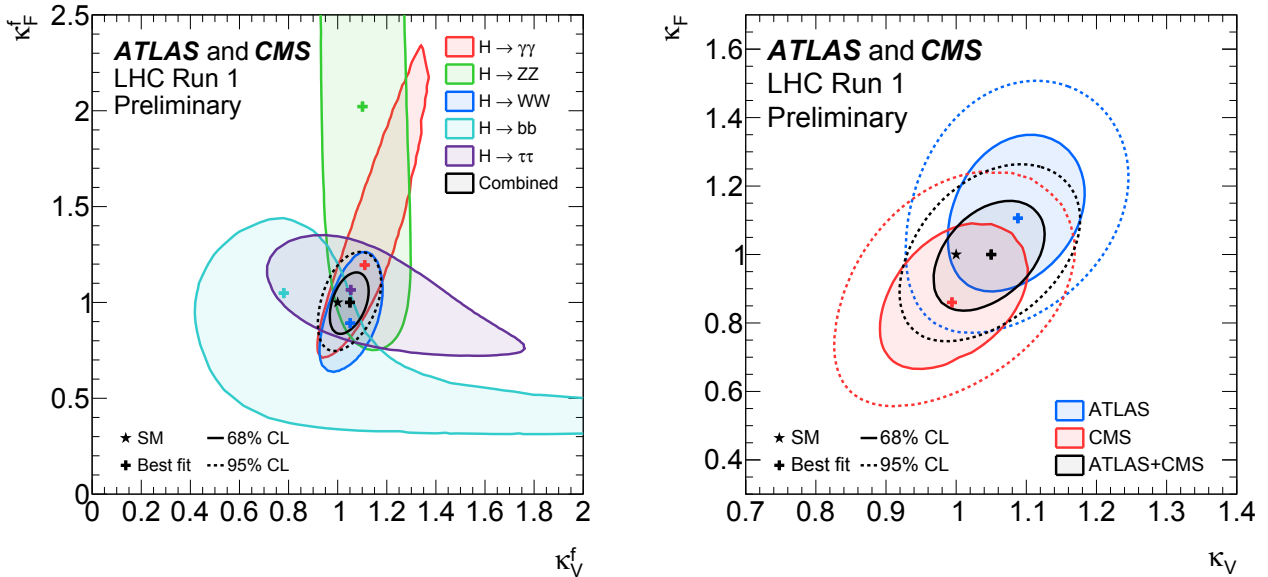 κ_F^f
2.5
2
1.5
1
0.5
0
ATLAS and CMS
LHC Run 1
Preliminary
H → γγ
H → ZZ
H → WW
H → bb
H → ττ
Combined
SM
68% CL
Best fit
95% CL
0 0.2 0.4 0.6 0.8 1 1.2 1.4 1.6 1.8 2
κ_V^f
κ_F
1.6
1.4
1.2
1
0.8
0.6
0.4
ATLAS and CMS
LHC Run 1
Preliminary
ATLAS
CMS
ATLAS+CMS
SM
68% CL
Best fit
95% CL
0.7 0.8 0.9 1 1.1 1.2 1.3 1.4
κ_V